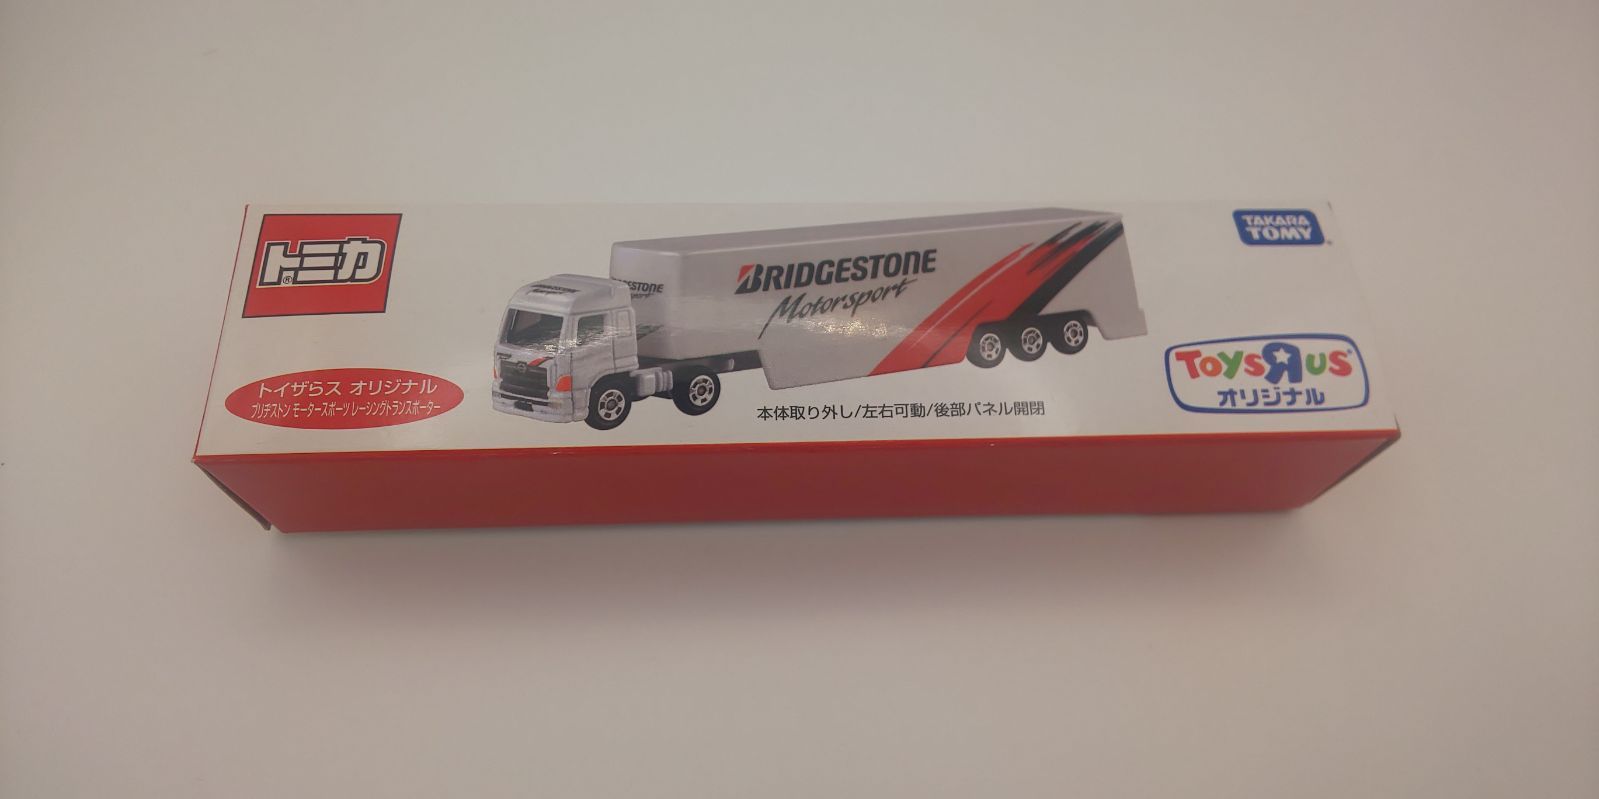 トミカ
®
トイザらス オリジナル
ブリヂストン モータースポーツ レーシングトランスポーター
BRIDGESTONE
Motorsport
BRIDGESTONE
Motorsport
本体取り外し/左右可動/後部パネル開閉
TAKARA
TOMY
TOYSЯUS
オリジナル